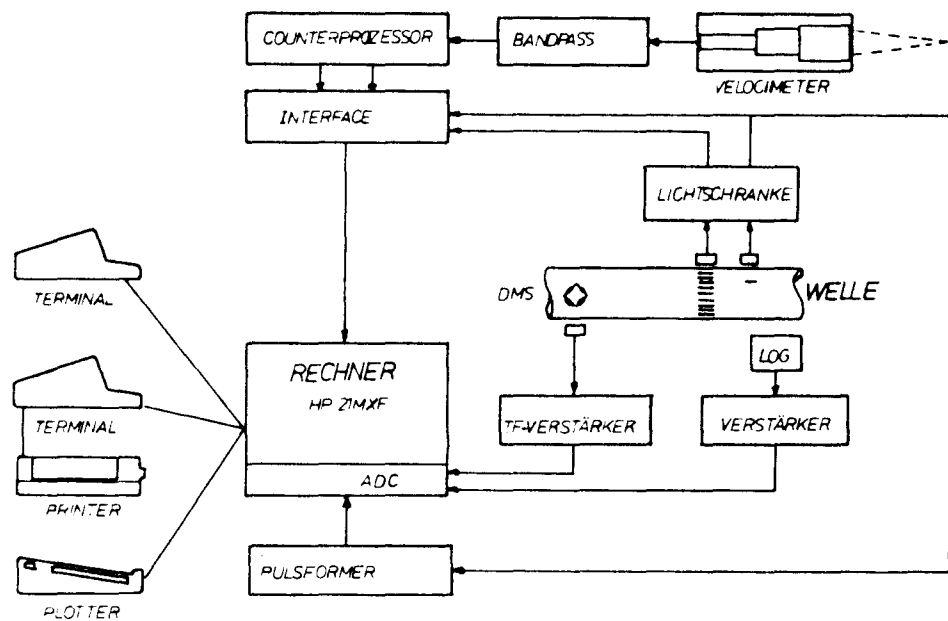 COUNTERPROZESSOR
BANDPASS
VELOCIMETER
INTERFACE
LICHTSCHRANKE
TERMINAL
DMS
WELLE
LOG
RECHNER
HP 21MXF
TERMINAL
TF-VERSTÄRKER
VERSTÄRKER
ADC
PRINTER
PULSFORMER
PLOTTER